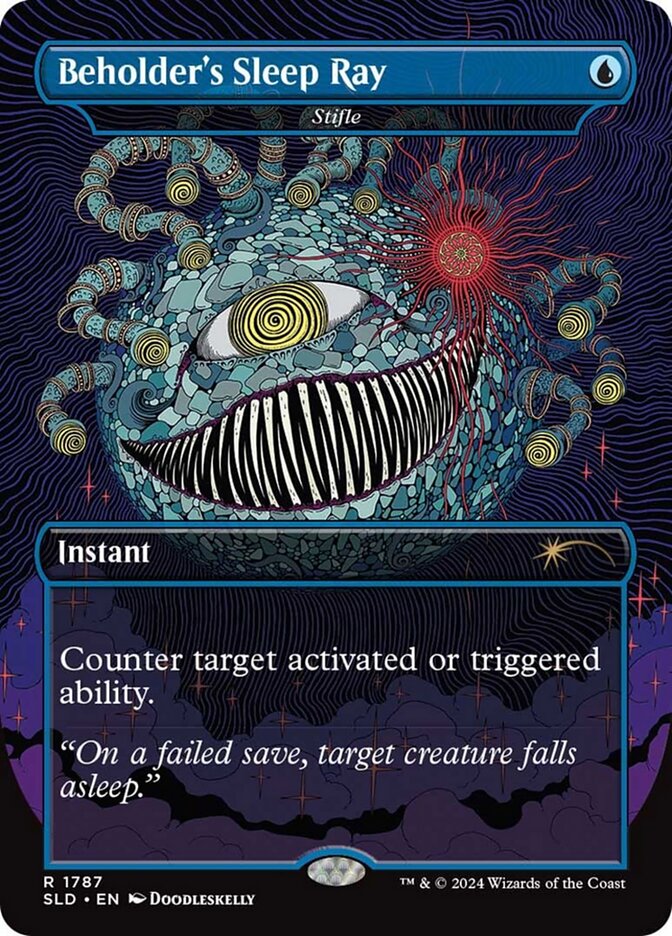 Beholder's Sleep Ray
Stifle
Instant
Counter target activated or triggered
ability.
“On a failed save, target creature falls
asleep.”
R 1787
SLD • EN DOODLESKELLY
™ & © 2024 Wizards of the Coast